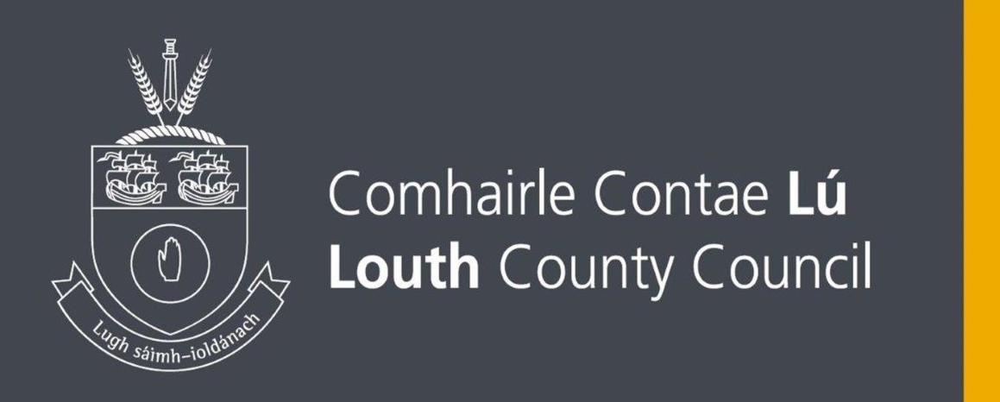 Comhairle Contae Lú
Louth County Council
Lugh sáimh-ioldánach